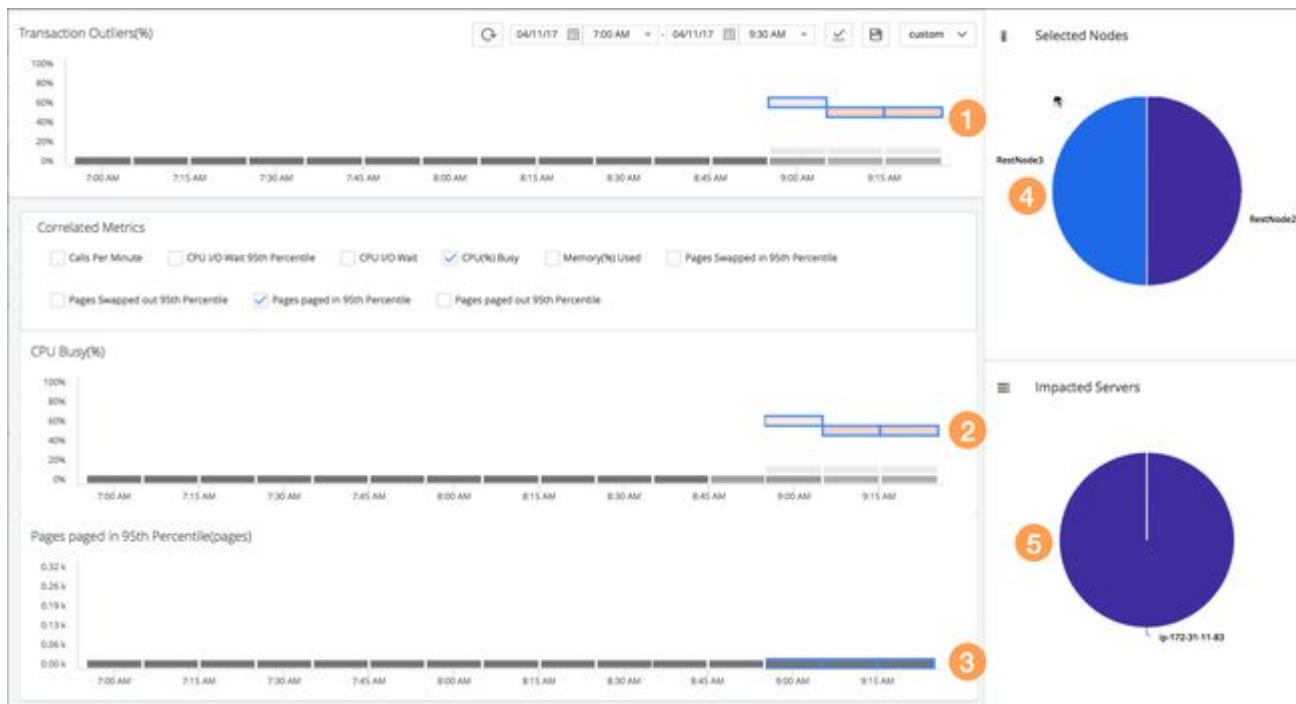 Transaction Outliers(%)
04/11/17 7:00 AM - 04/11/17 9:30 AM custom
100%
80%
60%
40%
20%
0%
7:00 AM 7:15 AM 7:30 AM 7:45 AM 8:00 AM 8:15 AM 8:30 AM 8:45 AM 9:00 AM 9:15 AM
1
Correlated Metrics
Calls Per Minute CPU I/O Wait 95th Percentile CPU I/O Wait CPU(%) Busy Memory(%) Used Pages Swapped in 95th Percentile
Pages Swapped out 95th Percentile Pages paged in 95th Percentile Pages paged out 95th Percentile
CPU Busy(%)
100%
80%
60%
40%
20%
0%
7:00 AM 7:15 AM 7:30 AM 7:45 AM 8:00 AM 8:15 AM 8:30 AM 8:45 AM 9:00 AM 9:15 AM
2
Pages paged in 95th Percentile(pages)
0.32 k
0.26 k
0.19 k
0.13 k
0.06 k
0.00 k
7:00 AM 7:15 AM 7:30 AM 7:45 AM 8:00 AM 8:15 AM 8:30 AM 8:45 AM 9:00 AM 9:15 AM
3
Selected Nodes
RestNode3
4
RestNode2
Impacted Servers
5
ip-172-31-11-83